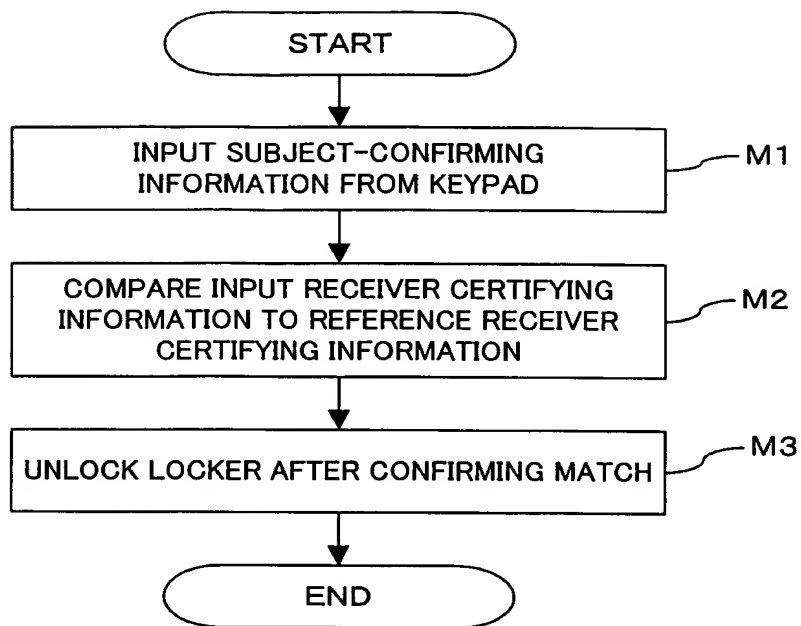 START
INPUT SUBJECT-CONFIRMING
INFORMATION FROM KEYPAD
M1
COMPARE INPUT RECEIVER CERTIFYING
INFORMATION TO REFERENCE RECEIVER
CERTIFYING INFORMATION
M2
UNLOCK LOCKER AFTER CONFIRMING MATCH
M3
END